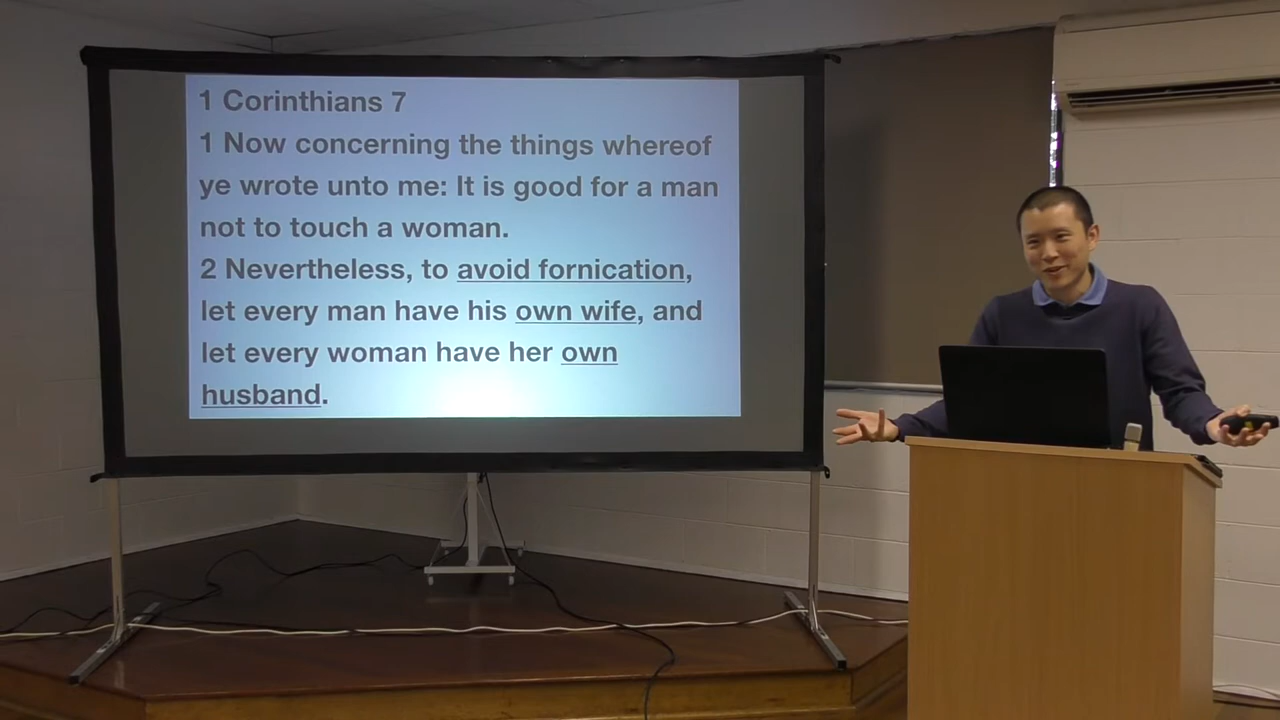 1 Corinthians 7
1 Now concerning the things whereof
ye wrote unto me: It is good for a man
not to touch a woman.
2 Nevertheless, to avoid fornication,
let every man have his own wife, and
let every woman have her own
husband.